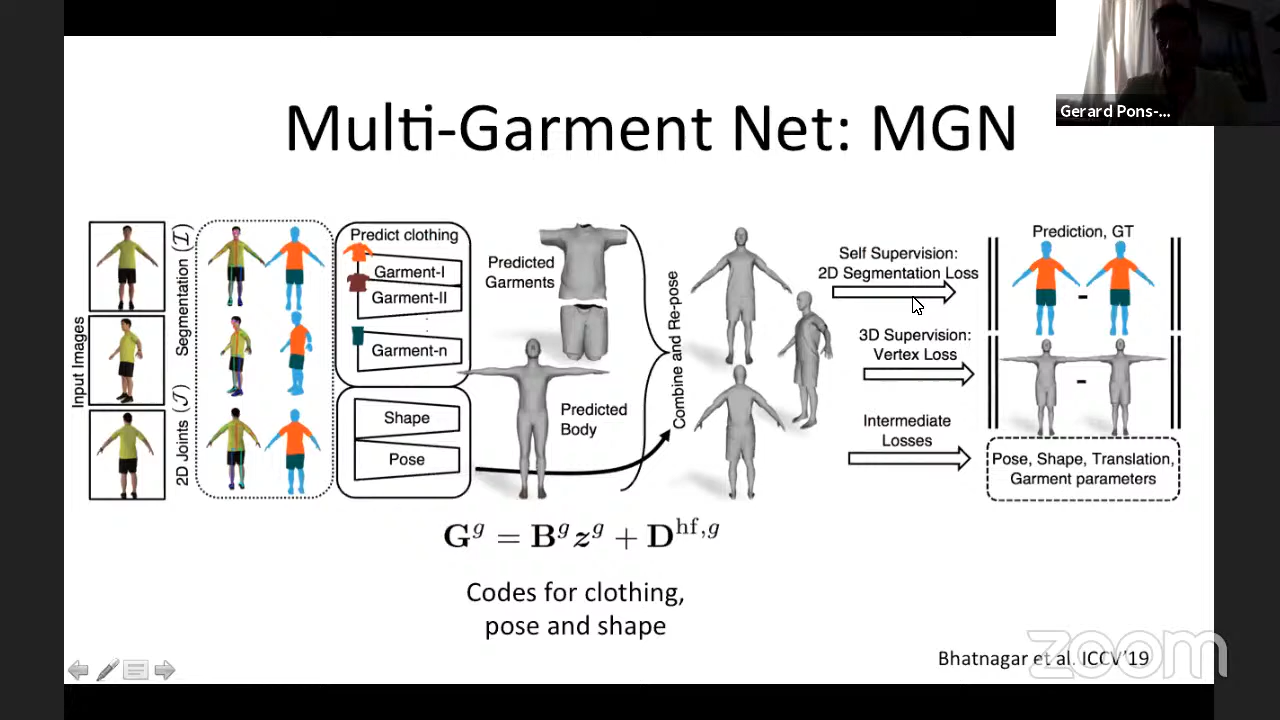 Gerard Pons-...
Multi-Garment Net: MGN
Input Images
2D Joints (J) Segmentation (I)
Predict clothing
Garment-I
Garment-II
Garment-n
Shape
Pose
Predicted
Garments
Predicted
Body
Combine and Re-pose
Self Supervision:
2D Segmentation Loss
3D Supervision:
Vertex Loss
Intermediate
Losses
Prediction, GT
-
-
Pose, Shape, Translation,
Garment parameters
G^g = B^g z^g + D^hf,g
Codes for clothing,
pose and shape
Bhatnagar et al. ICCV'19
zoom